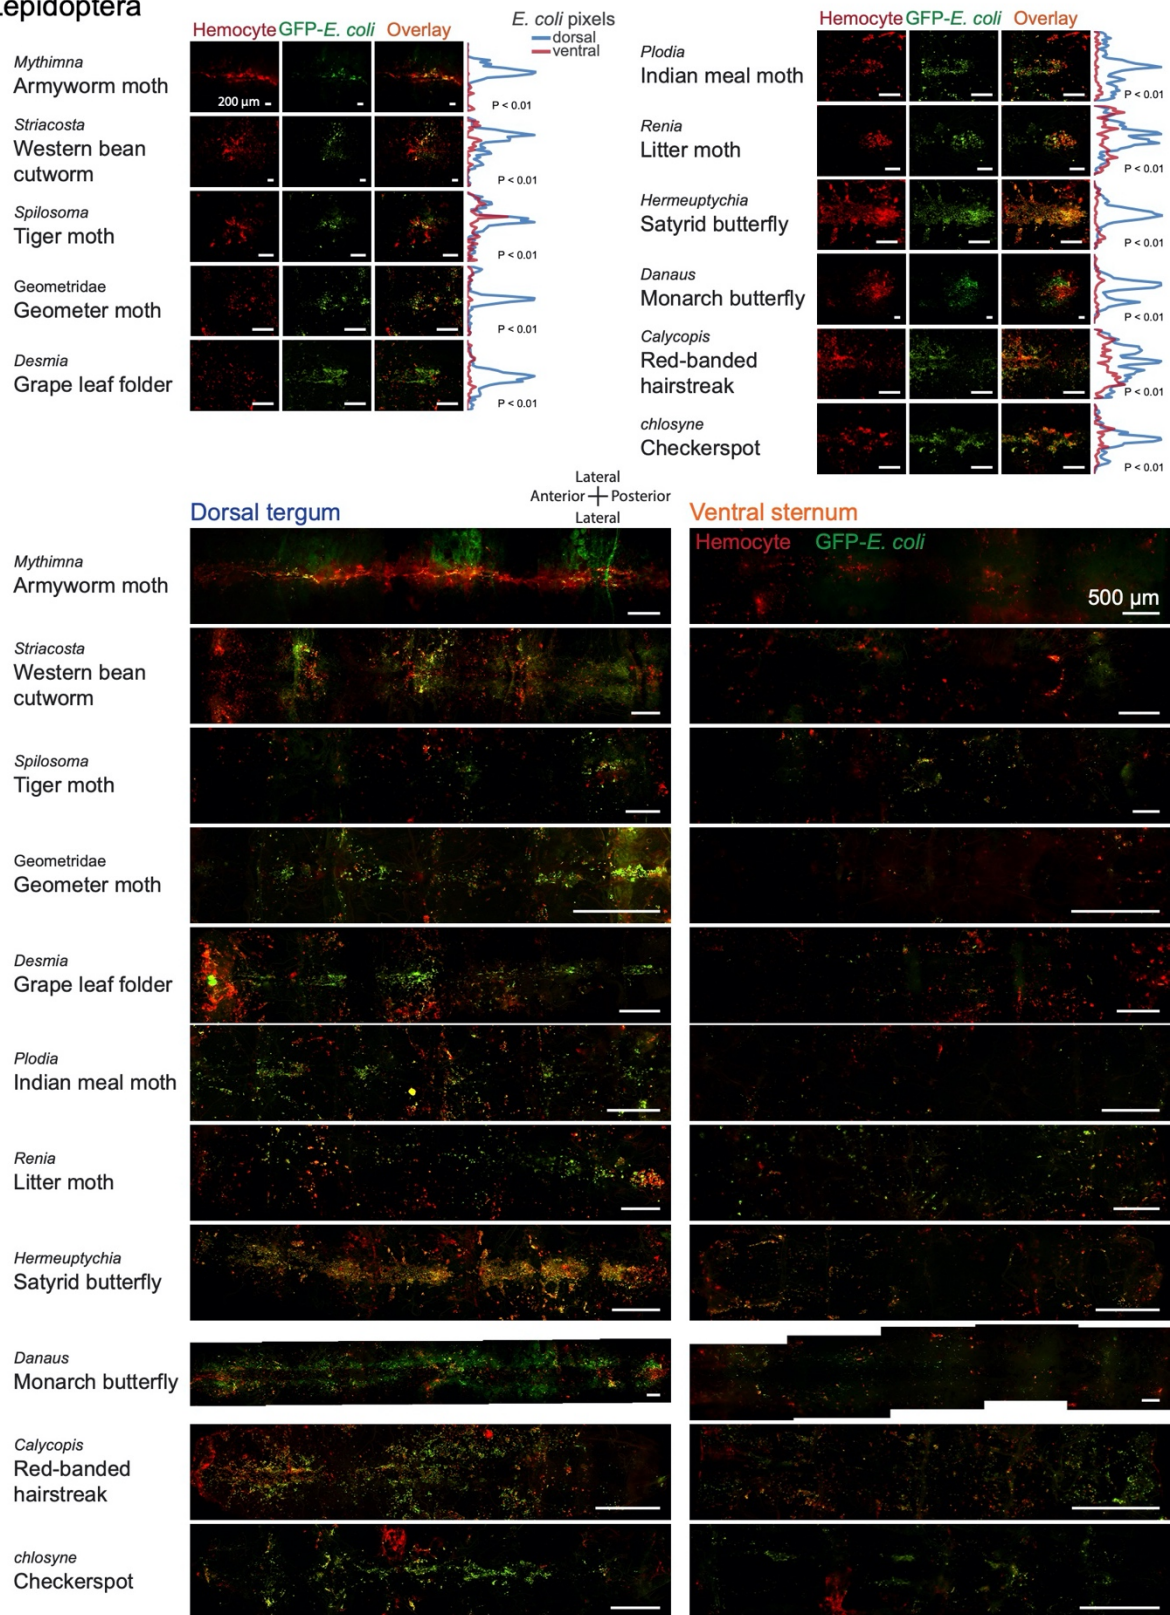 Lepidoptera
Hemocyte GFP-E. coli Overlay
E. coli pixels
dorsal
ventral
Mythimna
Armyworm moth
200 µm
P < 0.01
Striacosta
Western bean
cutworm
P < 0.01
Spilosoma
Tiger moth
P < 0.01
Geometridae
Geometer moth
P < 0.01
Desmia
Grape leaf folder
P < 0.01
Hemocyte GFP-E. coli Overlay
Plodia
Indian meal moth
P < 0.01
Renia
Litter moth
P < 0.01
Hermeuptychia
Satyrid butterfly
P < 0.01
Danaus
Monarch butterfly
P < 0.01
Calycopis
Red-banded
hairstreak
P < 0.01
chlosyne
Checkerspot
P < 0.01
Lateral
Anterior Posterior
Lateral
Dorsal tergum
Ventral sternum
Hemocyte GFP-E. coli
500 µm
Mythimna
Armyworm moth
Striacosta
Western bean
cutworm
Spilosoma
Tiger moth
Geometridae
Geometer moth
Desmia
Grape leaf folder
Plodia
Indian meal moth
Renia
Litter moth
Hermeuptychia
Satyrid butterfly
Danaus
Monarch butterfly
Calycopis
Red-banded
hairstreak
chlosyne
Checkerspot